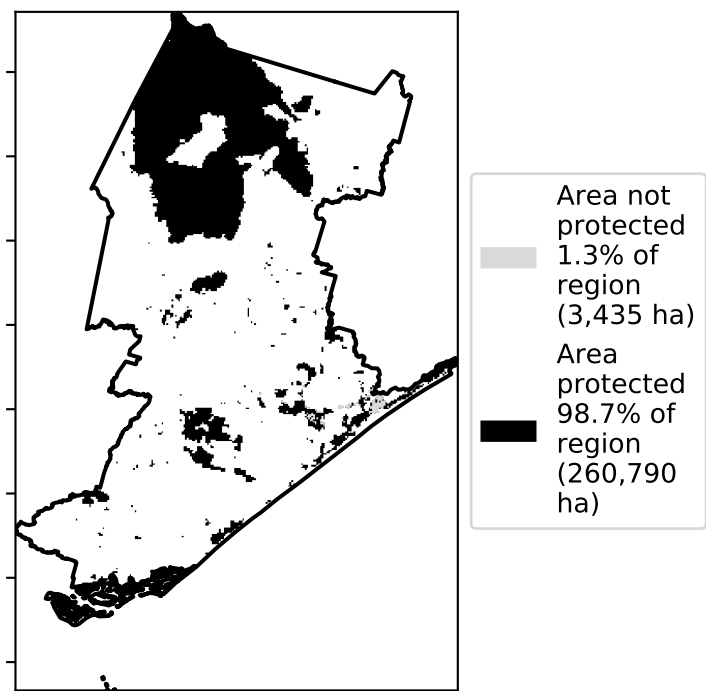 Area not
protected
1.3% of
region
(3,435 ha)
Area
protected
98.7% of
region
(260,790
ha)